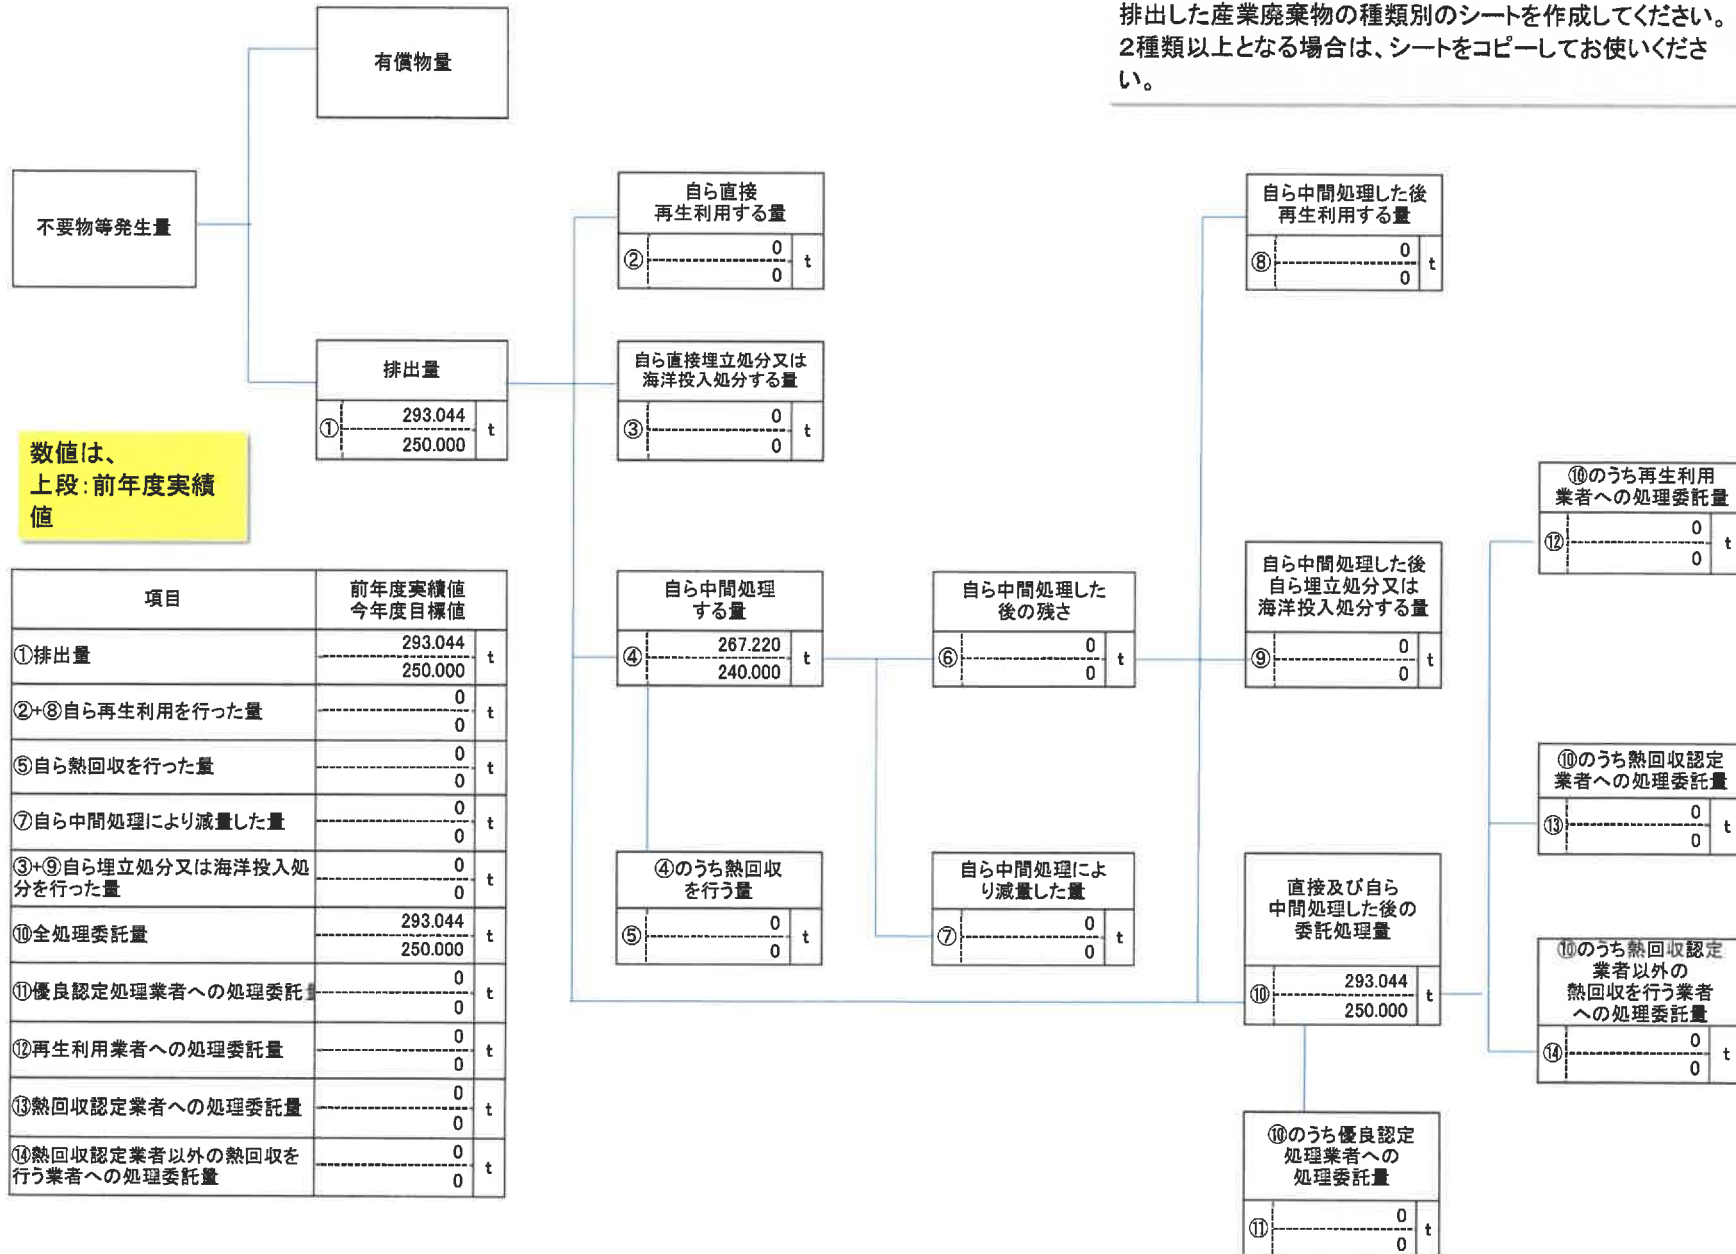 排出した産業廃棄物の種類別のシートを作成してください。
2種類以上となる場合は、シートをコピーしてお使いくださ
い。
有償物量
不要物等発生量
排出量
① 293.044 t
250.000
自ら直接
再生利用する量
② 0 t
0
自ら直接埋立処分又は
海洋投入処分する量
③ 0 t
0
自ら中間処理した後
再生利用する量
⑧ 0 t
0
数値は、
上段:前年度実績
値
自ら中間処理
する量
④ 267.220 t
240.000
自ら中間処理した
後の残さ
⑥ 0 t
0
自ら中間処理した後
自ら埋立処分又は
海洋投入処分する量
⑨ 0 t
0
⑩のうち再生利用
業者への処理委託量
⑫ 0 t
0
④のうち熱回収
を行う量
⑤ 0 t
0
自ら中間処理によ
り減量した量
⑦ 0 t
0
直接及び自ら
中間処理した後の
委託処理量
⑩ 293.044 t
250.000
⑩のうち熱回収認定
業者への処理委託量
⑬ 0 t
0
⑩のうち熱回収認定
業者以外の
熱回収を行う業者
への処理委託量
⑭ 0 t
0
⑩のうち優良認定
処理業者への
処理委託量
⑪ 0 t
0
項目 前年度実績値
今年度目標値
①排出量 293.044 t
250.000
②+⑧自ら再生利用を行った量 0 t
0
⑤自ら熱回収を行った量 0 t
0
⑦自ら中間処理により減量した量 0 t
0
③+⑨自ら埋立処分又は海洋投入処 0 t
分を行った量 0
⑩全処理委託量 293.044 t
250.000
⑪優良認定処理業者への処理委託 0 t
0
⑫再生利用業者への処理委託量 0 t
0
⑬熱回収認定業者への処理委託量 0 t
0
⑭熱回収認定業者以外の熱回収を 0 t
行う業者への処理委託量 0